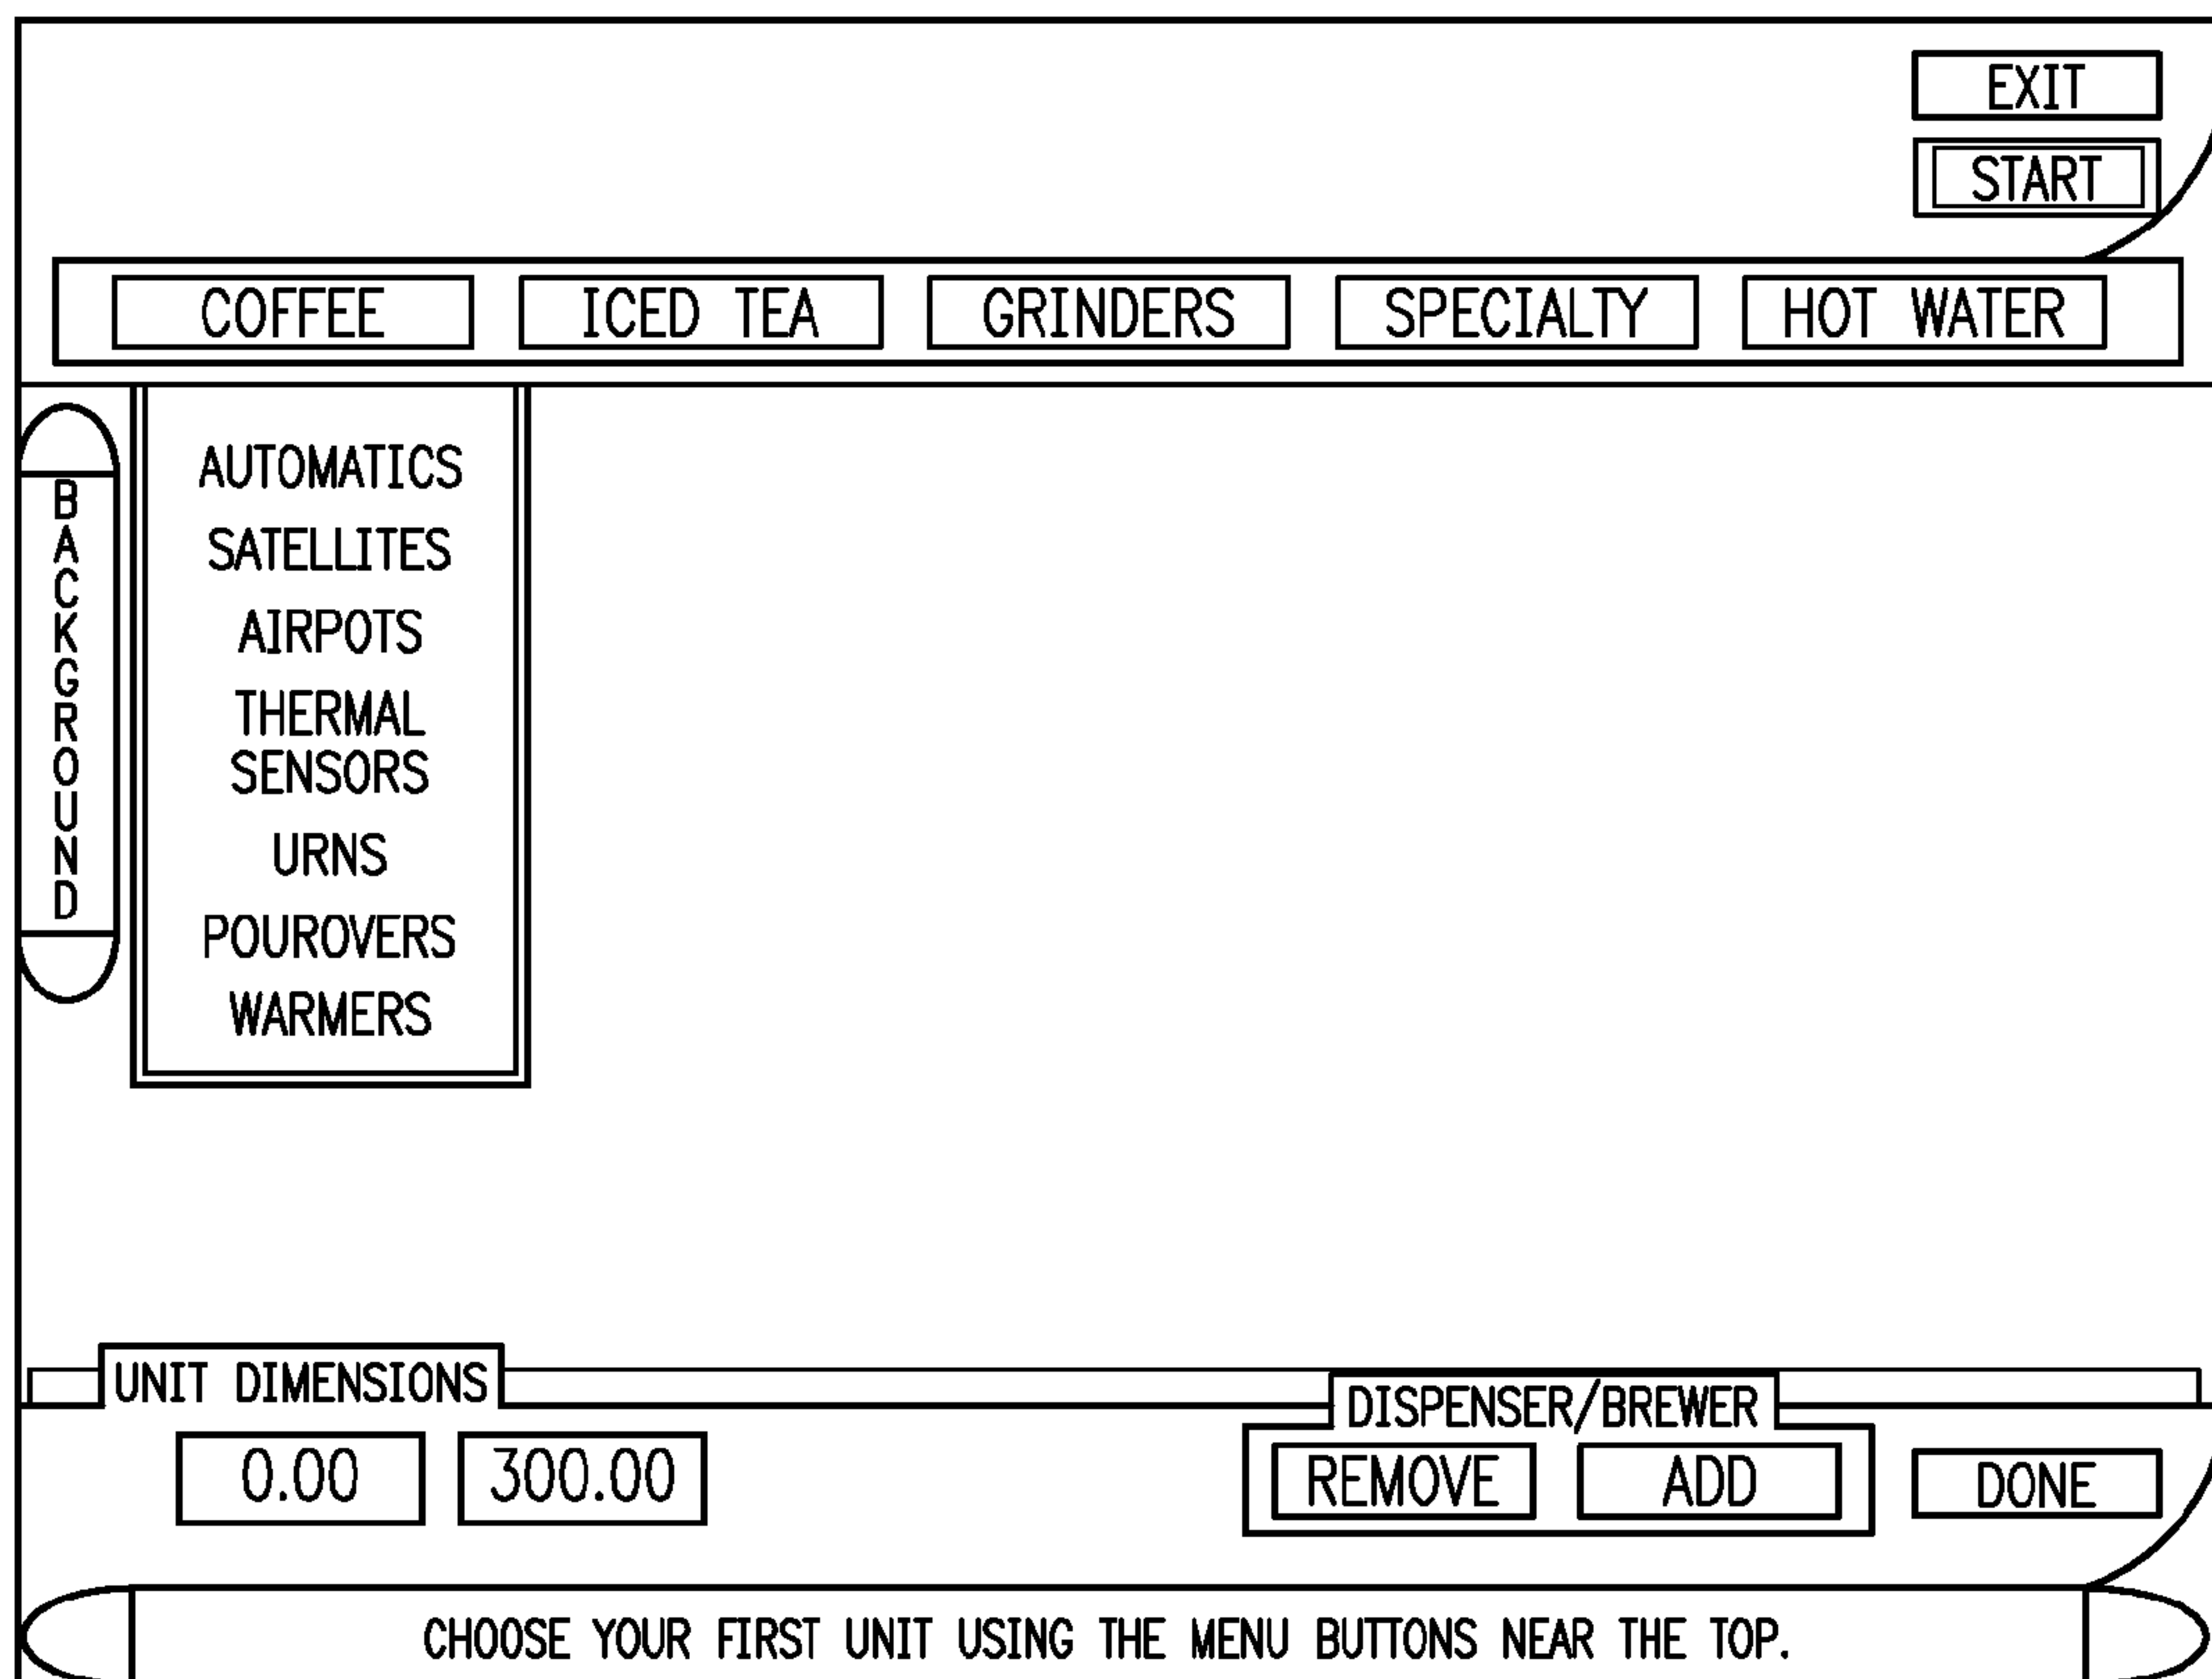 EXIT
START
COFFEE
ICED TEA
GRINDERS
SPECIALTY
HOT WATER
BACKGROUND
AUTOMATICS
SATELLITES
AIRPOTS
THERMAL
SENSORS
URNS
POUROVERS
WARMERS
UNIT DIMENSIONS
0.00
300.00
DISPENSER/BREWER
REMOVE
ADD
DONE
CHOOSE YOUR FIRST UNIT USING THE MENU BUTTONS NEAR THE TOP.